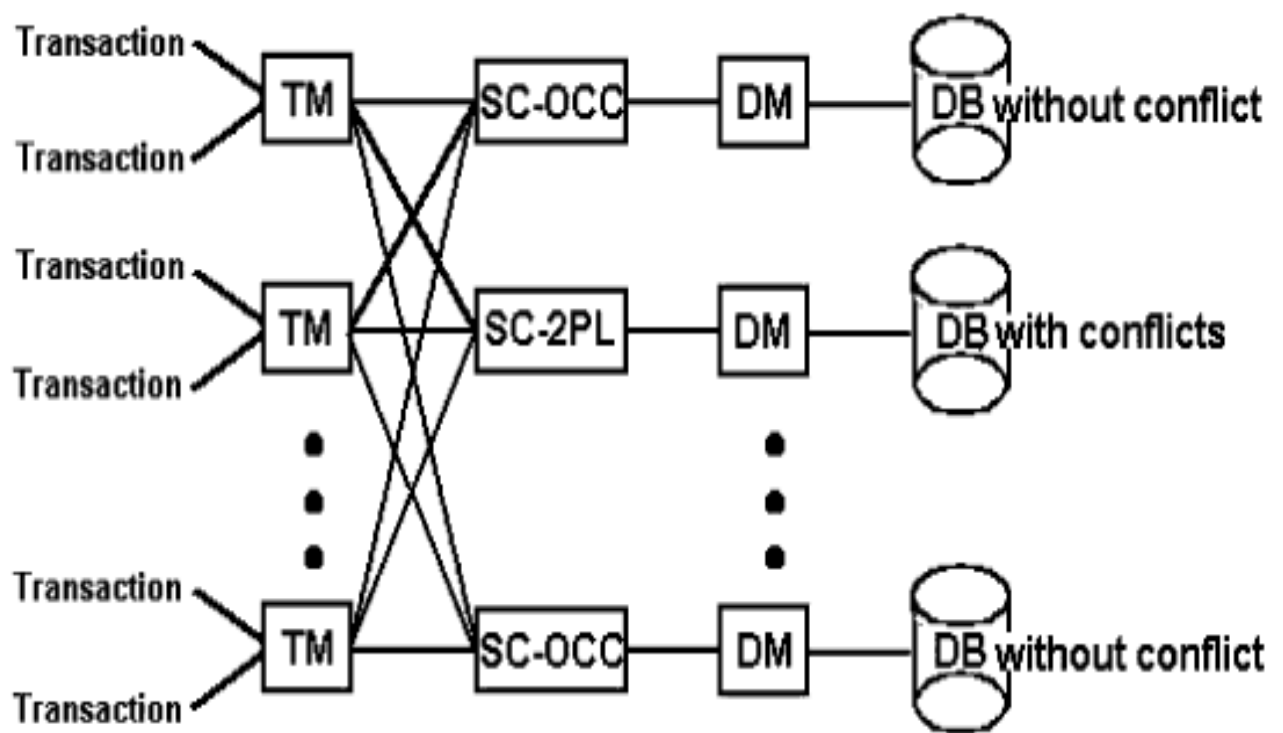 Transaction
TM SC-OCC DM DB without conflict
Transaction
Transaction
TM SC-2PL DM DB with conflicts
Transaction
Transaction
TM SC-OCC DM DB without conflict
Transaction